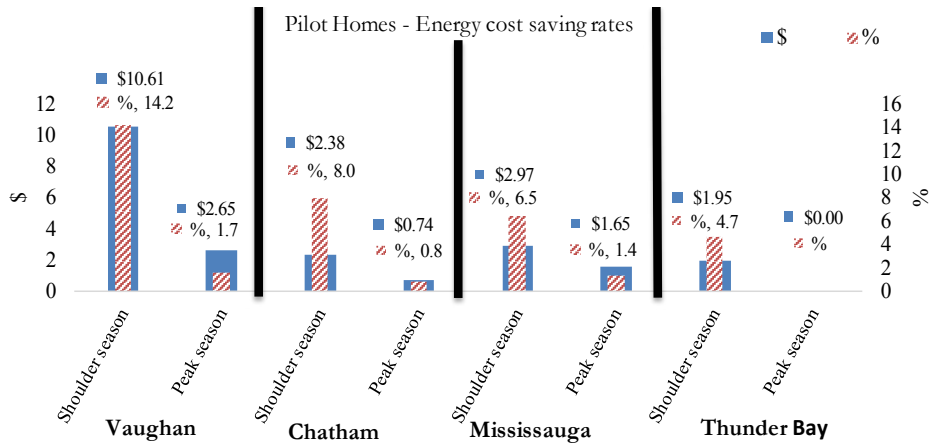 Pilot Homes - Energy cost saving rates
$ %
$10.61
%, 14.2
$2.65
%, 1.7
$2.38
%, 8.0
$0.74
%, 0.8
$2.97
%, 6.5
$1.65
%, 1.4
$1.95
%, 4.7
$0.00
%
12
10
8
6
4
2
0
$
16
14
12
10
8
6
4
2
0
%
Shoulder season
Peak season
Shoulder season
Peak season
Shoulder season
Peak season
Shoulder season
Peak season
Vaughan
Chatham
Mississauga
Thunder Bay